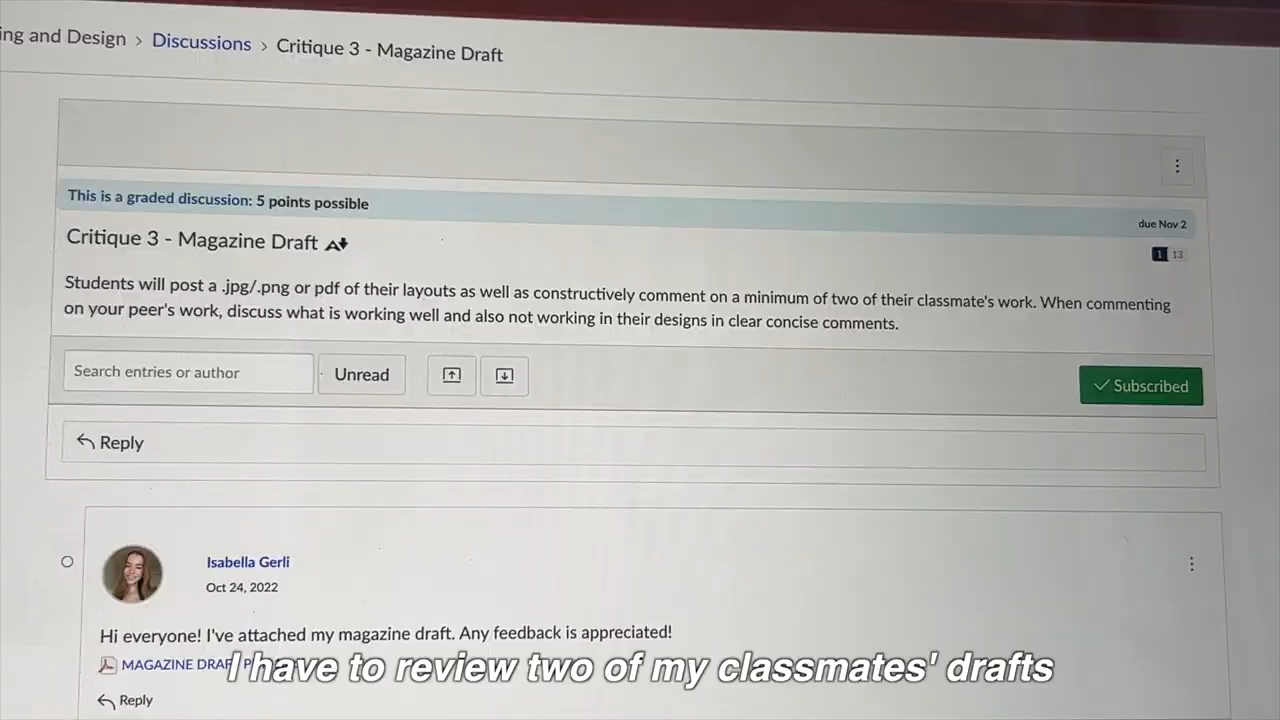 ing and Design > Discussions > Critique 3 - Magazine Draft
This is a graded discussion: 5 points possible
due Nov 2
Critique 3 - Magazine Draft
1 13
Students will post a .jpg/.png or pdf of their layouts as well as constructively comment on a minimum of two of their classmate's work. When commenting
on your peer's work, discuss what is working well and also not working in their designs in clear concise comments.
Search entries or author
Unread
Subscribed
Reply
Isabella Gerli
Oct 24, 2022
Hi everyone! I've attached my magazine draft. Any feedback is appreciated!
MAGAZINE DRAF
I have to review two of my classmates' drafts
Reply